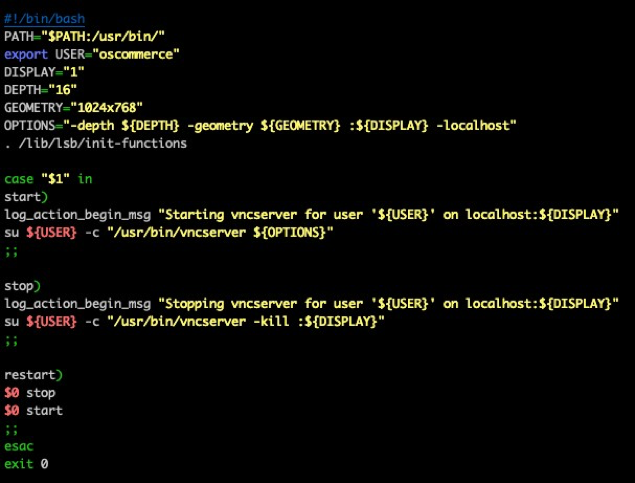 #!/bin/bash
PATH="$PATH:/usr/bin/"
export USER="oscommerce"
DISPLAY="1"
DEPTH="16"
GEOMETRY="1024x768"
OPTIONS="-depth ${DEPTH} -geometry ${GEOMETRY} :${DISPLAY} -localhost"
. /lib/lsb/init-functions

case "$1" in
start)
log_action_begin_msg "Starting vncserver for user '${USER}' on localhost:${DISPLAY}"
su ${USER} -c "/usr/bin/vncserver ${OPTIONS}"
;;

stop)
log_action_begin_msg "Stopping vncserver for user '${USER}' on localhost:${DISPLAY}"
su ${USER} -c "/usr/bin/vncserver -kill :${DISPLAY}"
;;

restart)
$0 stop
$0 start
;;
esac
exit 0